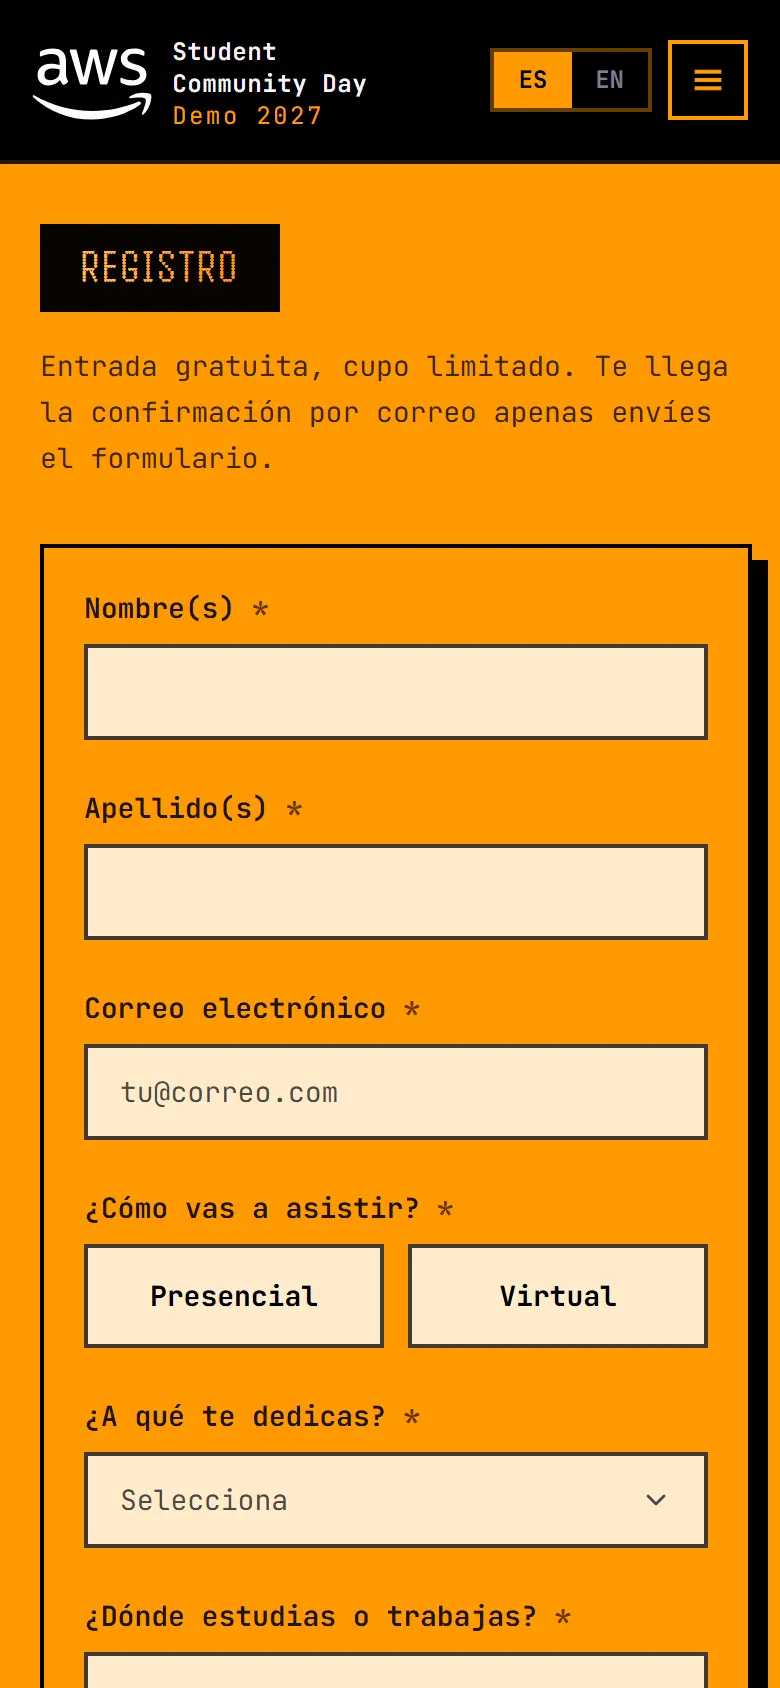 aws
Student
Community Day
Demo 2027
ES
EN
REGISTRO
Entrada gratuita, cupo limitado. Te llega
la confirmación por correo apenas envíes
el formulario.
Nombre(s) *
Apellido(s) *
Correo electrónico *
tu@correo.com
¿Cómo vas a asistir? *
Presencial
Virtual
¿A qué te dedicas? *
Selecciona
¿Dónde estudias o trabajas? *